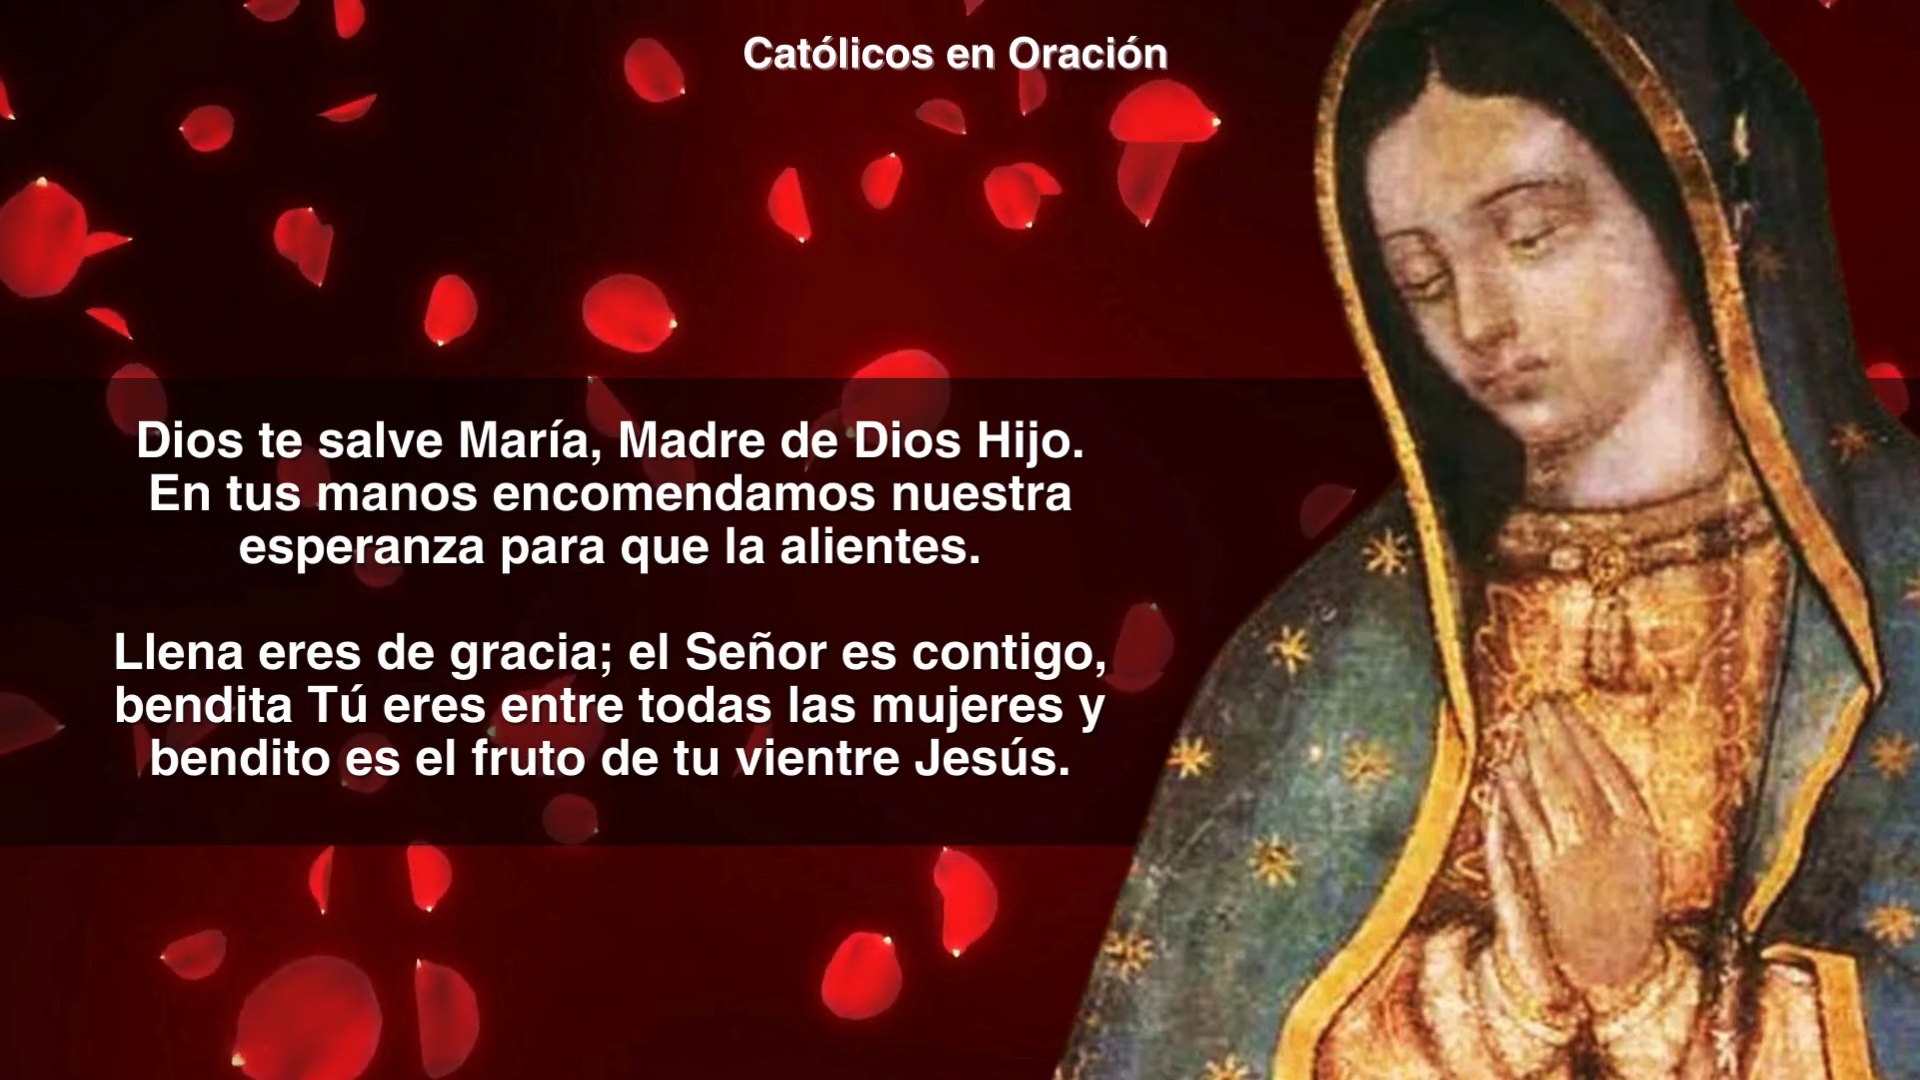 Católicos en Oración
Dios te salve María, Madre de Dios Hijo.
En tus manos encomendamos nuestra
esperanza para que la alientes.
Llena eres de gracia; el Señor es contigo,
bendita Tú eres entre todas las mujeres y
bendito es el fruto de tu vientre Jesús.